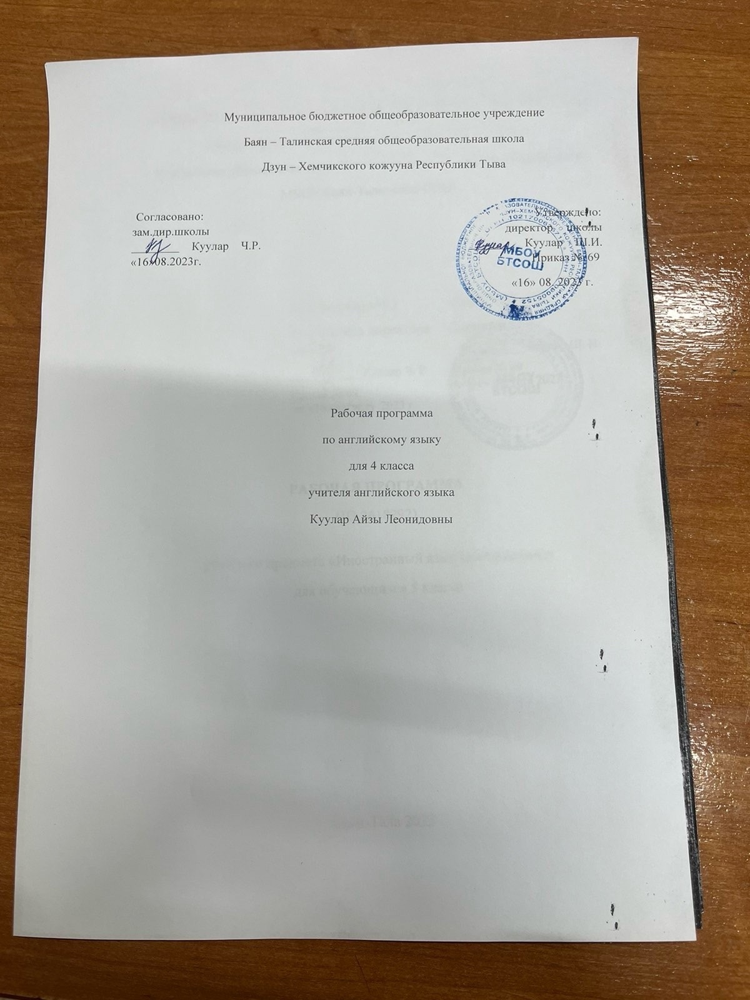 Муниципальное бюджетное общеобразовательное учреждение
Баян – Талинская средняя общеобразовательная школа
Дзун – Хемчикского кожууна Республики Тыва
Согласовано:
зам.дир.школы
Куулар Ч.Р.
«16»08.2023г.
Утверждено:
директор школы
Куулар Ш.И.
Приказ № 69
«16» 08. 2023 г.
МБОУ
БТСОШ
Рабочая программа
по английскому языку
для 4 класса
учителя английского языка
Куулар Айзы Леонидовны